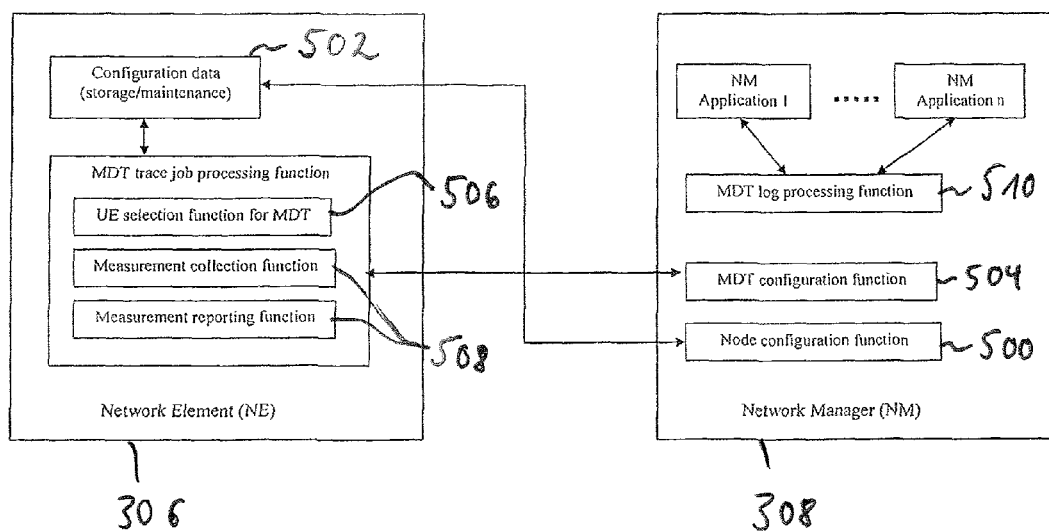 502
Configuration data
(storage/maintenance)
MDT trace job processing function
506
UE selection function for MDT
Measurement collection function
Measurement reporting function
508
Network Element (NE)
306
NM
Application 1
NM
Application n
MDT log processing function
510
MDT configuration function
504
Node configuration function
500
Network Manager (NM)
308